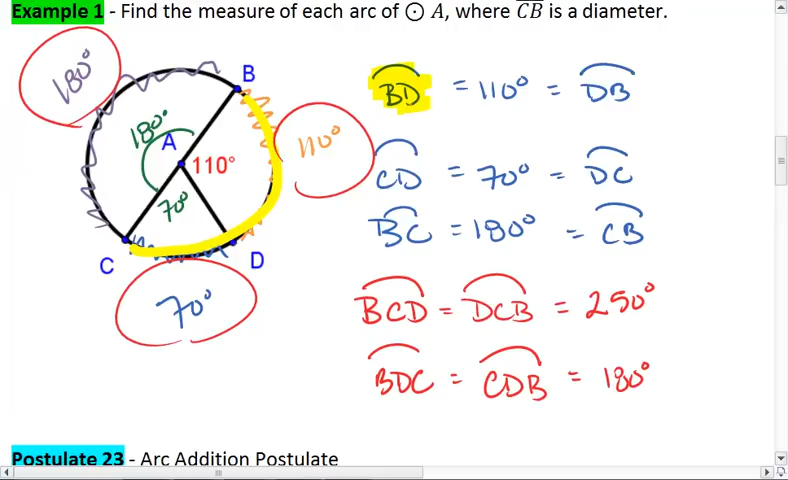 Example 1 - Find the measure of each arc of ⊙ A, where C͞B is a diameter.
180°
B
180°
A
110°
110°
70°
C
D
70°
BD = 110° = DB
CD = 70° = DC
BC = 180° = CB
BCD = DCB = 250°
BDC = CDB = 180°
Postulate 23 - Arc Addition Postulate